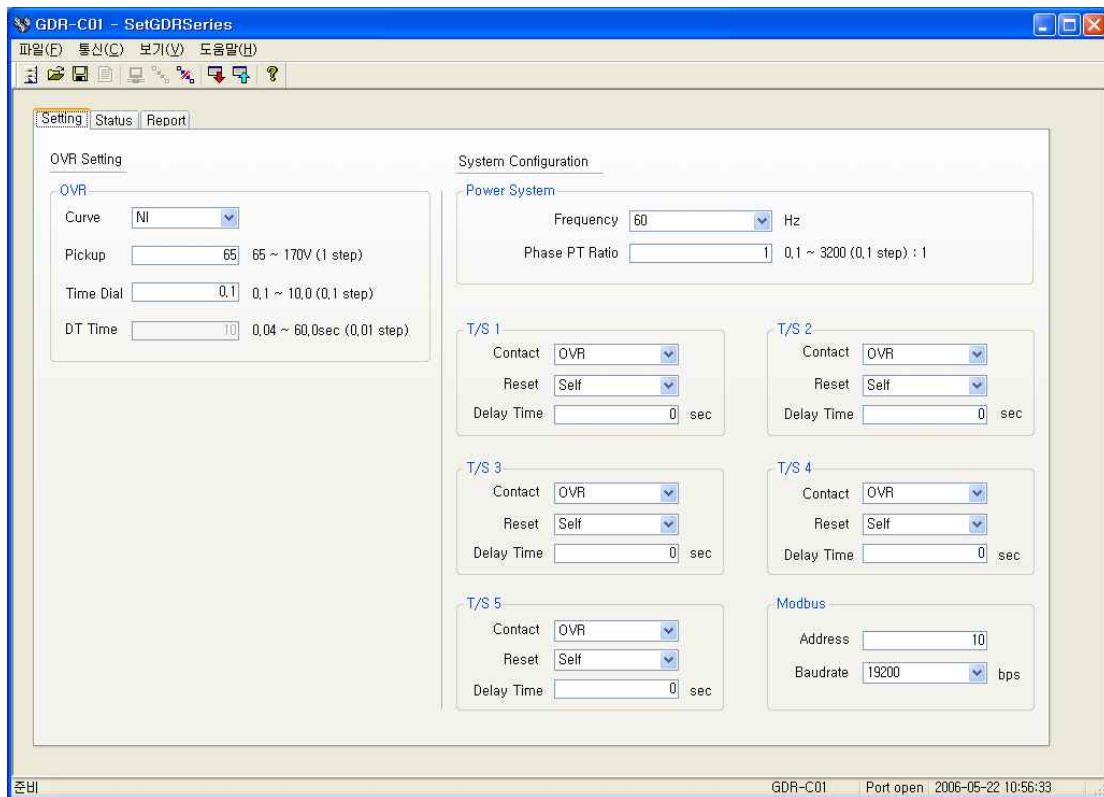 GDR-C01 - SetGDRSeries
파일(F) 통신(C) 보기(V) 도움말(H)
Setting Status Report
OVR Setting
OVR
Curve NI
Pickup 65 65 ~ 170V (1 step)
Time Dial 0.1 0.1 ~ 10.0 (0.1 step)
DT Time 10 0.04 ~ 60.0sec (0.01 step)
System Configuration
Power System
Frequency 60 Hz
Phase PT Ratio 1 0.1 ~ 3200 (0.1 step) : 1
T/S 1
Contact OVR
Reset Self
Delay Time 0 sec
T/S 2
Contact OVR
Reset Self
Delay Time 0 sec
T/S 3
Contact OVR
Reset Self
Delay Time 0 sec
T/S 4
Contact OVR
Reset Self
Delay Time 0 sec
T/S 5
Contact OVR
Reset Self
Delay Time 0 sec
Modbus
Address 10
Baudrate 19200 bps
준비 GDR-C01 Port open 2006-05-22 10:56:33